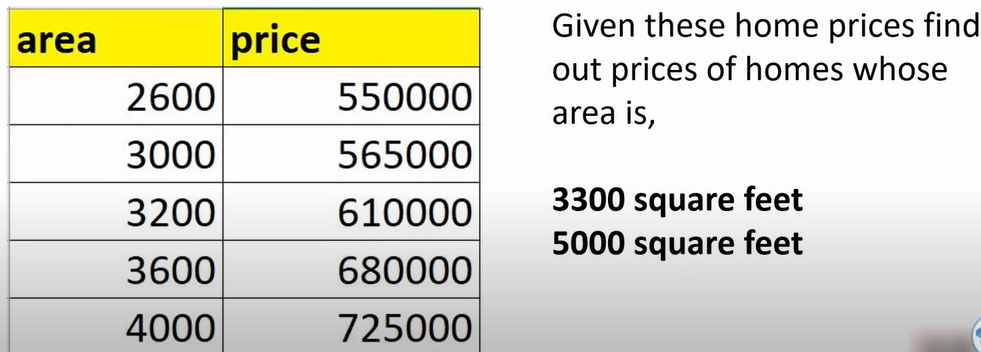 area price
2600 550000
3000 565000
3200 610000
3600 680000
4000 725000
Given these home prices find
out prices of homes whose
area is,
3300 square feet
5000 square feet